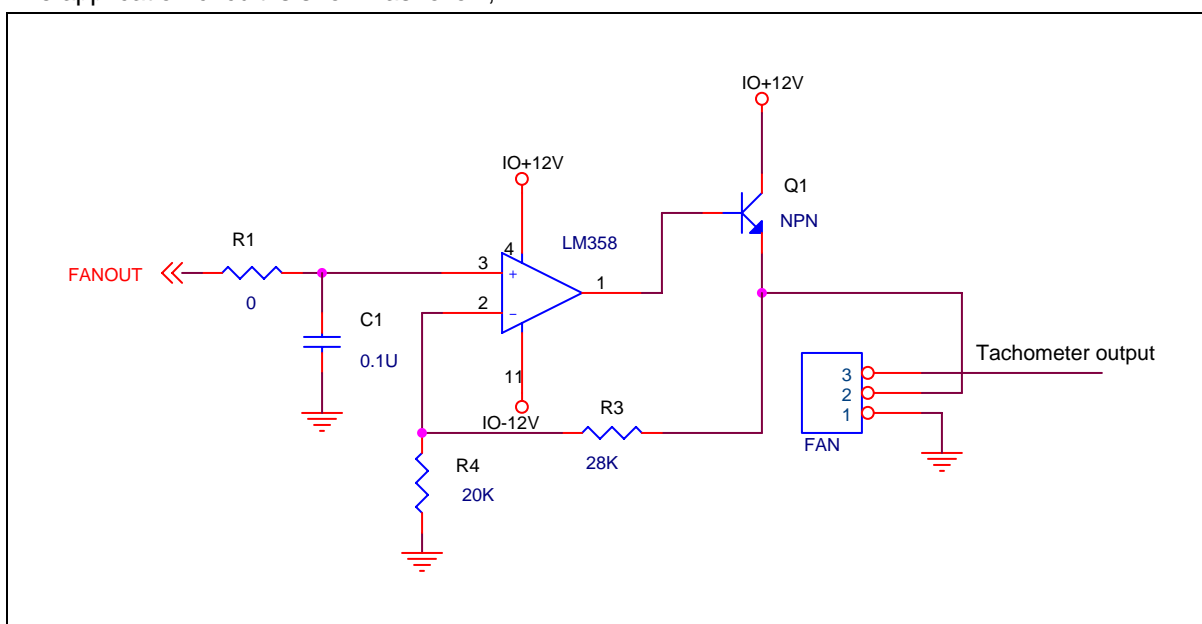 IO+12V
IO+12V
Q1
NPN
LM358
R1
FANOUT
0
4
3
+
1
2
−
C1
0.1U
11
IO-12V
Tachometer output
3
2
1
FAN
R3
28K
R4
20K